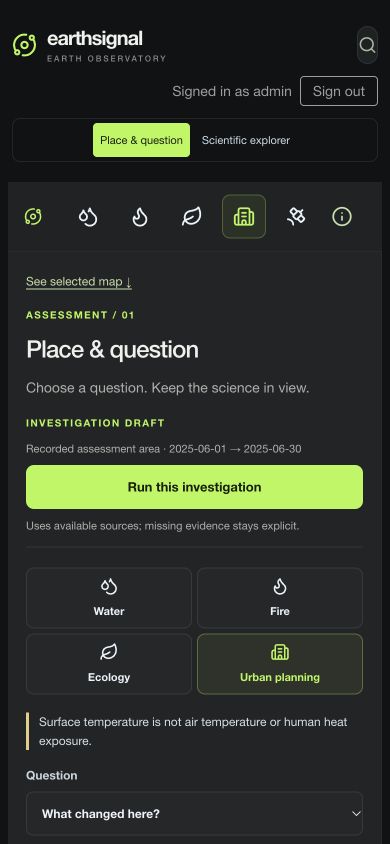 earthsignal
EARTH OBSERVATORY
Signed in as admin
Sign out
Place & question
Scientific explorer
See selected map ↓
ASSESSMENT / 01
Place & question
Choose a question. Keep the science in view.
INVESTIGATION DRAFT
Recorded assessment area · 2025-06-01 → 2025-06-30
Run this investigation
Uses available sources; missing evidence stays explicit.
Water
Fire
Ecology
Urban planning
Surface temperature is not air temperature or human heat
exposure.
Question
What changed here?